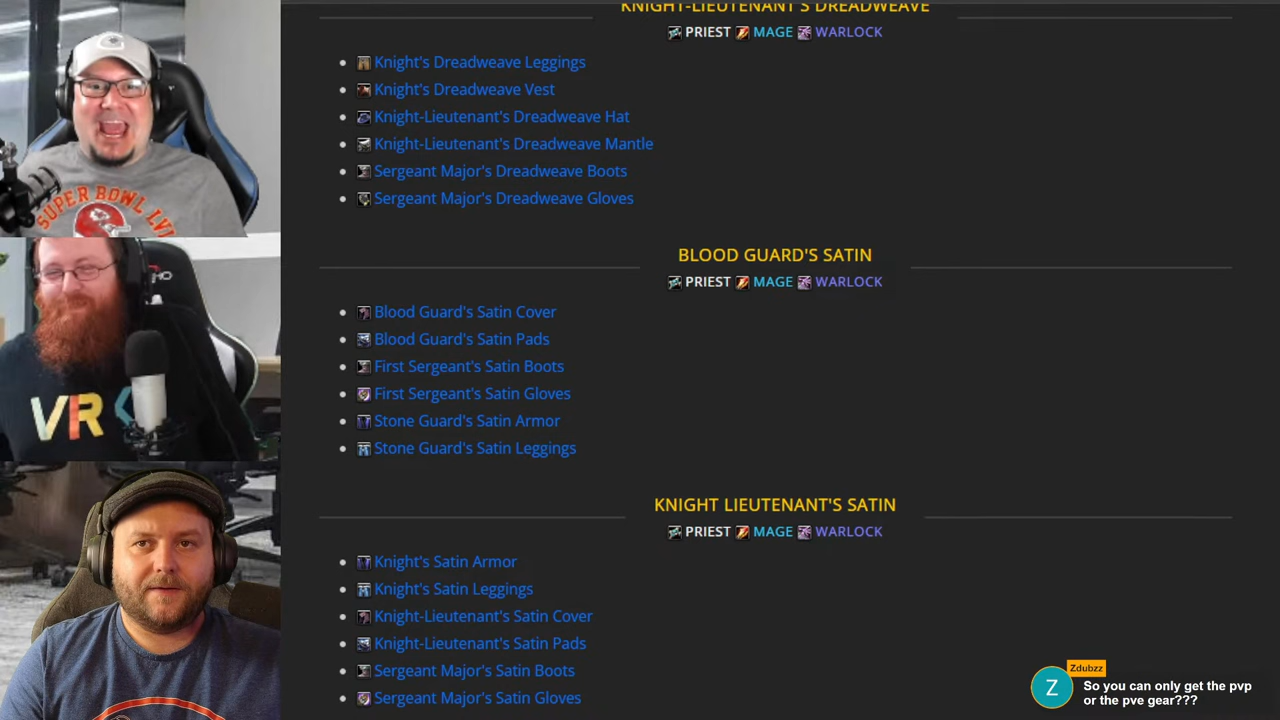 KNIGHT-LIEUTENANT'S DREADWEAVE
PRIEST MAGE WARLOCK
Knight's Dreadweave Leggings
Knight's Dreadweave Vest
Knight-Lieutenant's Dreadweave Hat
Knight-Lieutenant's Dreadweave Mantle
Sergeant Major's Dreadweave Boots
Sergeant Major's Dreadweave Gloves
BLOOD GUARD'S SATIN
PRIEST MAGE WARLOCK
Blood Guard's Satin Cover
Blood Guard's Satin Pads
First Sergeant's Satin Boots
First Sergeant's Satin Gloves
Stone Guard's Satin Armor
Stone Guard's Satin Leggings
KNIGHT LIEUTENANT'S SATIN
PRIEST MAGE WARLOCK
Knight's Satin Armor
Knight's Satin Leggings
Knight-Lieutenant's Satin Cover
Knight-Lieutenant's Satin Pads
Sergeant Major's Satin Boots
Sergeant Major's Satin Gloves
SUPER BOWL LVI
VR
Zdubzz
Z
So you can only get the pvp
or the pve gear???